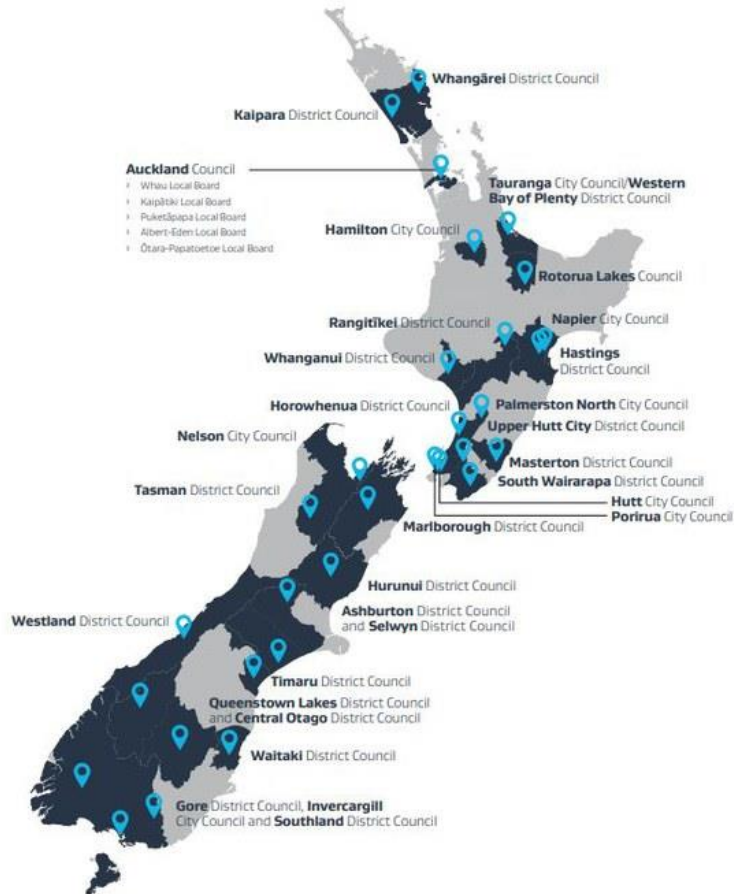 Whangārei District Council
Kaipara District Council
Auckland Council
› Whau Local Board
› Kaipātiki Local Board
› Puketāpapa Local Board
› Albert-Eden Local Board
› Ōtara-Papatoetoe Local Board
Tauranga City Council/Western
Bay of Plenty District Council
Hamilton City Council
Rotorua Lakes Council
Rangitīkei District Council
Napier City Council
Whanganui District Council
Hastings
District Council
Horowhenua District Council
Palmerston North City Council
Upper Hutt City District Council
Nelson City Council
Masterton District Council
South Wairarapa District Council
Tasman District Council
Hutt City Council
Porirua City Council
Marlborough District Council
Hurunui District Council
Ashburton District Council
and Selwyn District Council
Westland District Council
Timaru District Council
Queenstown Lakes District Council
and Central Otago District Council
Waitaki District Council
Gore District Council, Invercargill
City Council and Southland District Council